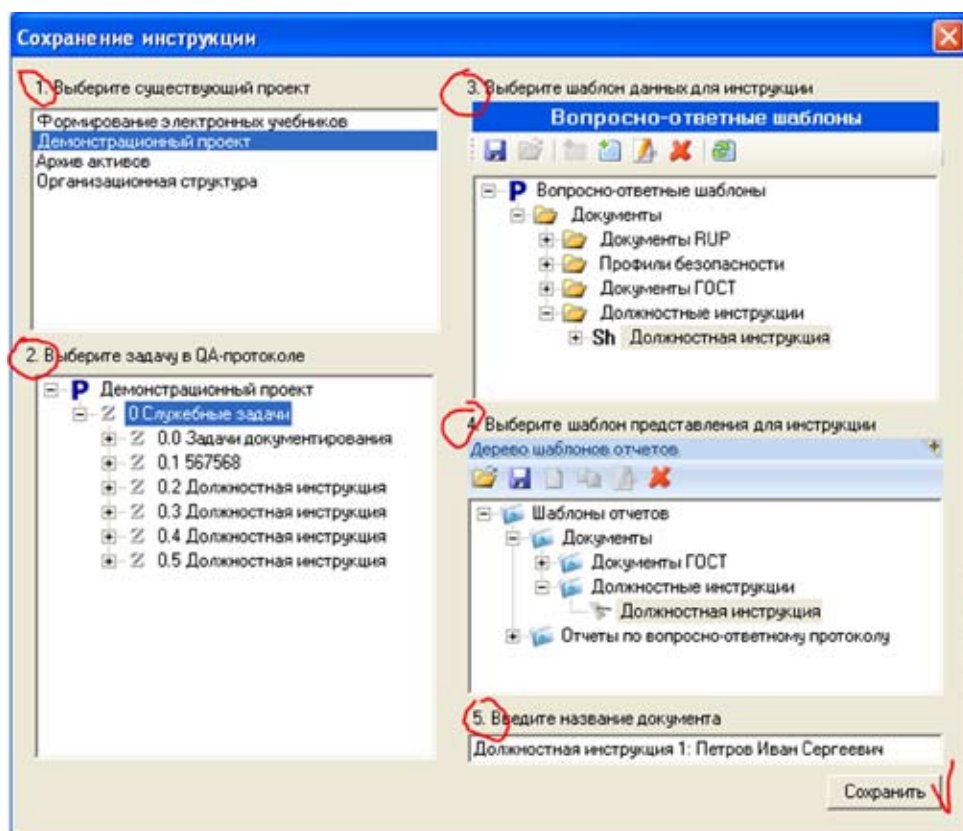 Сохранение инструкции
1. Выберите существующий проект
Формирование электронных учебников
Демонстрационный проект
Архив активов
Организационная структура
2. Выберите задачу в QA-протоколе
P Демонстрационный проект
Z 0 Служебные задачи
Z 0.0 Задачи документирования
Z 0.1 567568
Z 0.2 Должностная инструкция
Z 0.3 Должностная инструкция
Z 0.4 Должностная инструкция
Z 0.5 Должностная инструкция
3. Выберите шаблон данных для инструкции
Вопросно-ответные шаблоны
P Вопросно-ответные шаблоны
Документы
Документы RUP
Профили безопасности
Документы ГОСТ
Должностные инструкции
Sh Должностная инструкция
4. Выберите шаблон представления для инструкции
Дерево шаблонов отчетов
Шаблоны отчетов
Документы
Документы ГОСТ
Должностные инструкции
Должностная инструкция
Отчеты по вопросно-ответному протоколу
5. Введите название документа
Должностная инструкция 1: Петров Иван Сергеевич
Сохранить